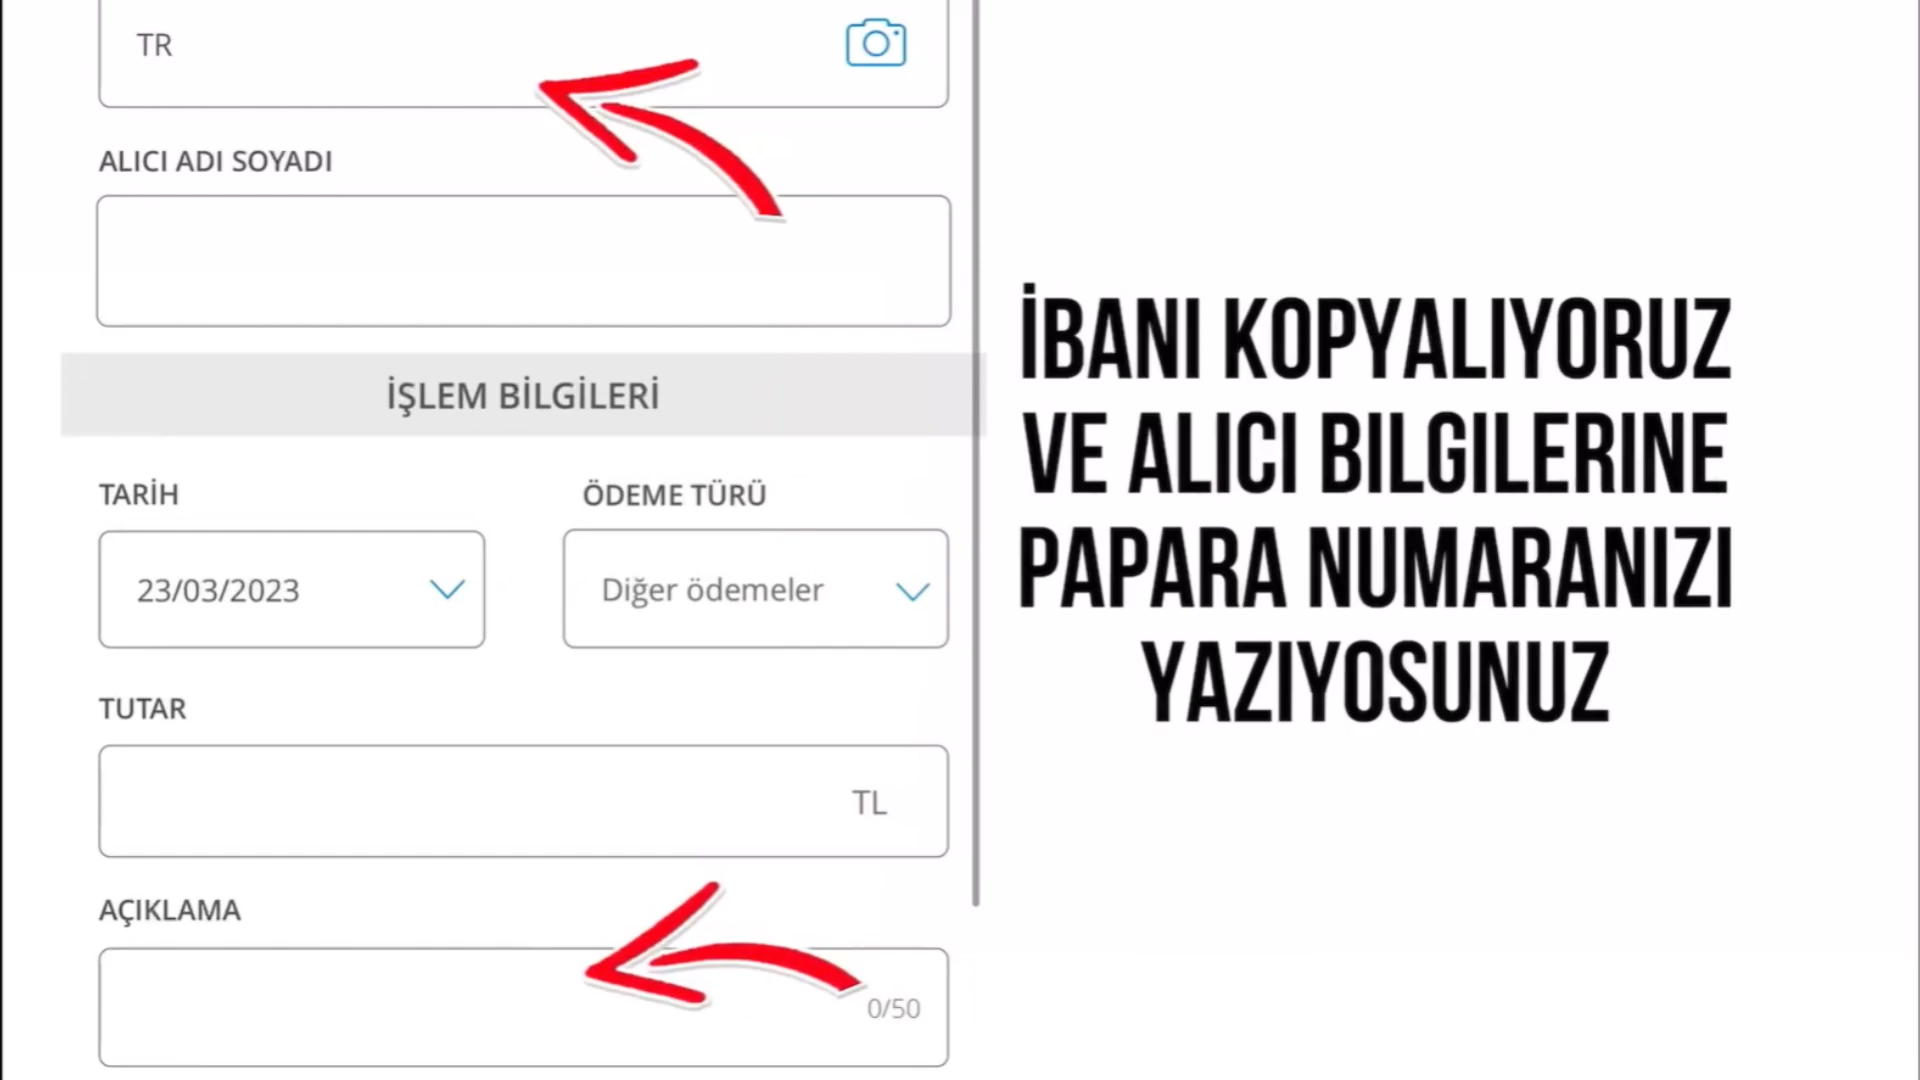 TR
ALICI ADI SOYADI
İŞLEM BİLGİLERİ
TARİH
ÖDEME TÜRÜ
23/03/2023
Diğer ödemeler
TUTAR
TL
AÇIKLAMA
0/50
İBANI KOPYALIYORUZ
VE ALICI BILGILERINE
PAPARA NUMARANIZI
YAZIYOSUNUZ